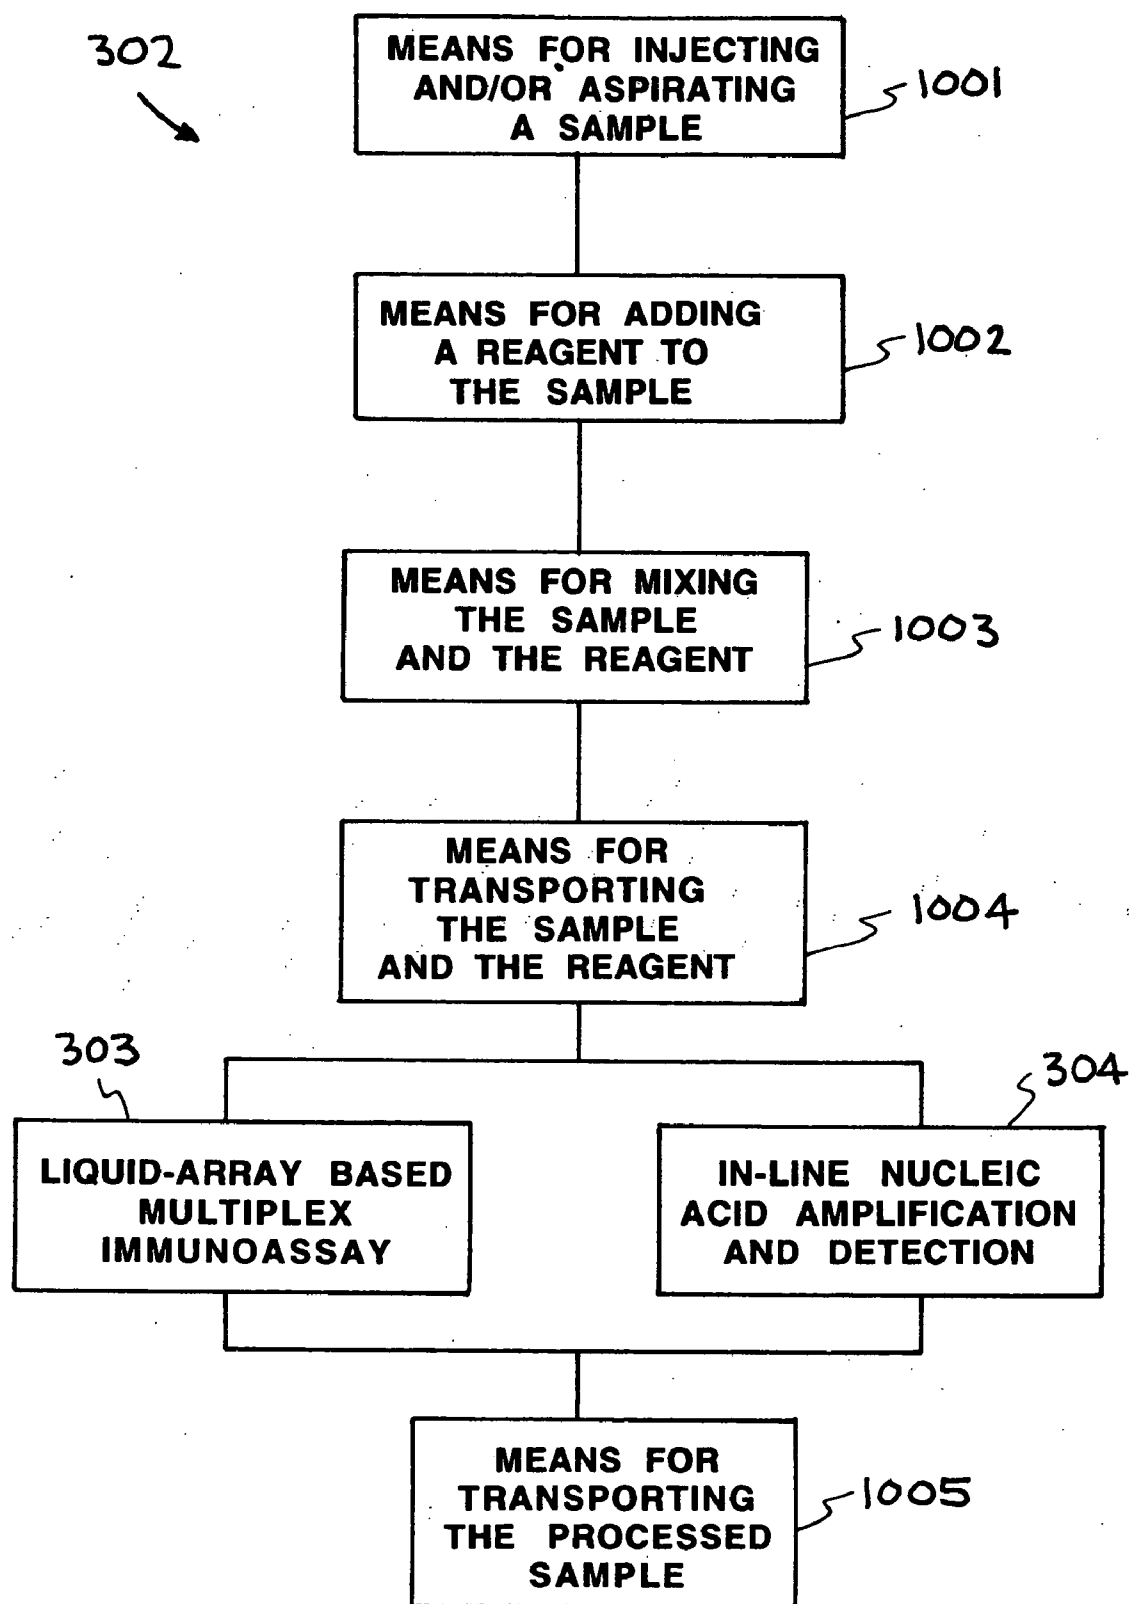 302
MEANS FOR INJECTING
AND/OR ASPIRATING
A SAMPLE
1001
MEANS FOR ADDING
A REAGENT TO
THE SAMPLE
1002
MEANS FOR MIXING
THE SAMPLE
AND THE REAGENT
1003
MEANS FOR
TRANSPORTING
THE SAMPLE
AND THE REAGENT
1004
303
LIQUID-ARRAY BASED
MULTIPLEX
IMMUNOASSAY
304
IN-LINE NUCLEIC
ACID AMPLIFICATION
AND DETECTION
MEANS FOR
TRANSPORTING
THE PROCESSED
SAMPLE
1005